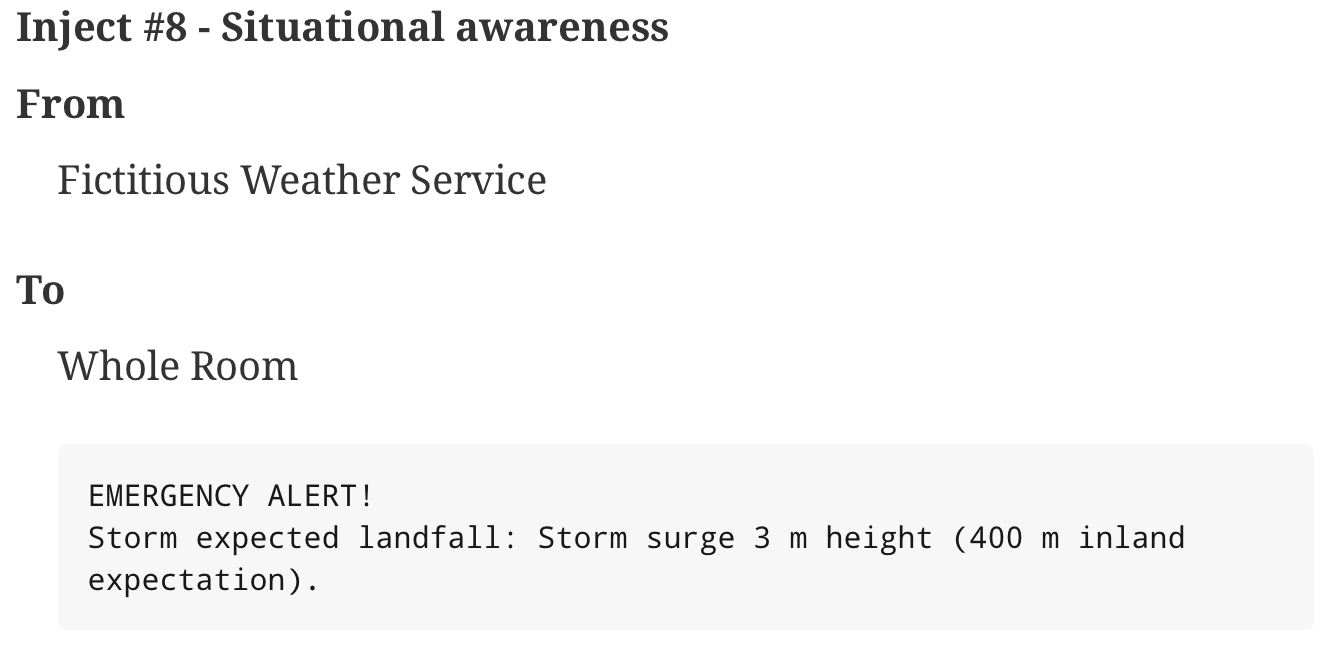 Inject #8 - Situational awareness
From
Fictitious Weather Service
To
Whole Room
EMERGENCY ALERT!
Storm expected landfall: Storm surge 3 m height (400 m inland
expectation).